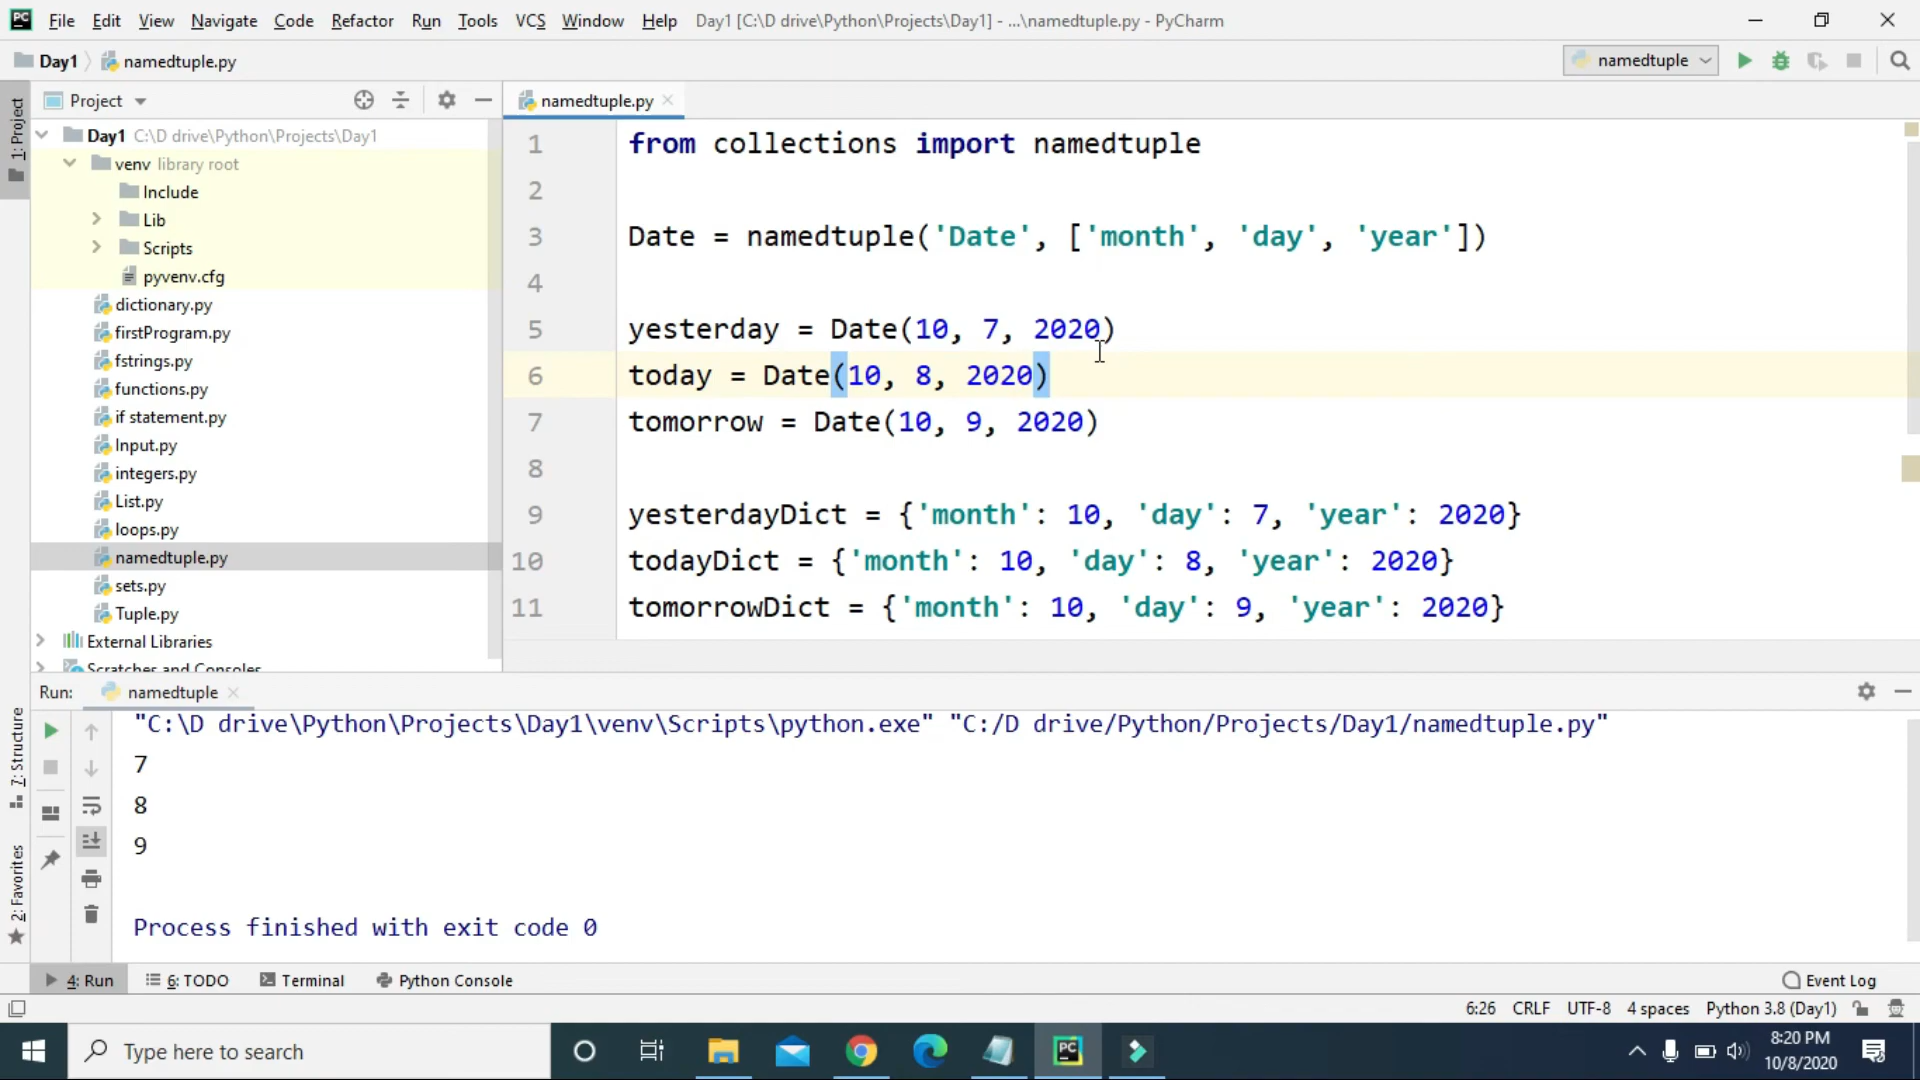 PC File Edit View Navigate Code Refactor Run Tools VCS Window Help Day1 [C:\D drive\Python\Projects\Day1] - ...\namedtuple.py - PyCharm
Day1 namedtuple.py namedtuple
1: Project
Project
namedtuple.py
Day1 C:\D drive\Python\Projects\Day1
venv library root
Include
Lib
Scripts
pyvenv.cfg
dictionary.py
firstProgram.py
fstrings.py
functions.py
if statement.py
Input.py
integers.py
List.py
loops.py
namedtuple.py
sets.py
Tuple.py
External Libraries
Scratches and Consoles
1 from collections import namedtuple
2
3 Date = namedtuple('Date', ['month', 'day', 'year'])
4
5 yesterday = Date(10, 7, 2020)
6 today = Date(10, 8, 2020)
7 tomorrow = Date(10, 9, 2020)
8
9 yesterdayDict = {'month': 10, 'day': 7, 'year': 2020}
10 todayDict = {'month': 10, 'day': 8, 'year': 2020}
11 tomorrowDict = {'month': 10, 'day': 9, 'year': 2020}
Run: namedtuple
7: Structure
2: Favorites
"C:\D drive\Python\Projects\Day1\venv\Scripts\python.exe" "C:/D drive/Python/Projects/Day1/namedtuple.py"
7
8
9
Process finished with exit code 0
4: Run 6: TODO Terminal Python Console Event Log
6:26 CRLF UTF-8 4 spaces Python 3.8 (Day1)
Type here to search
PC
8:20 PM
10/8/2020